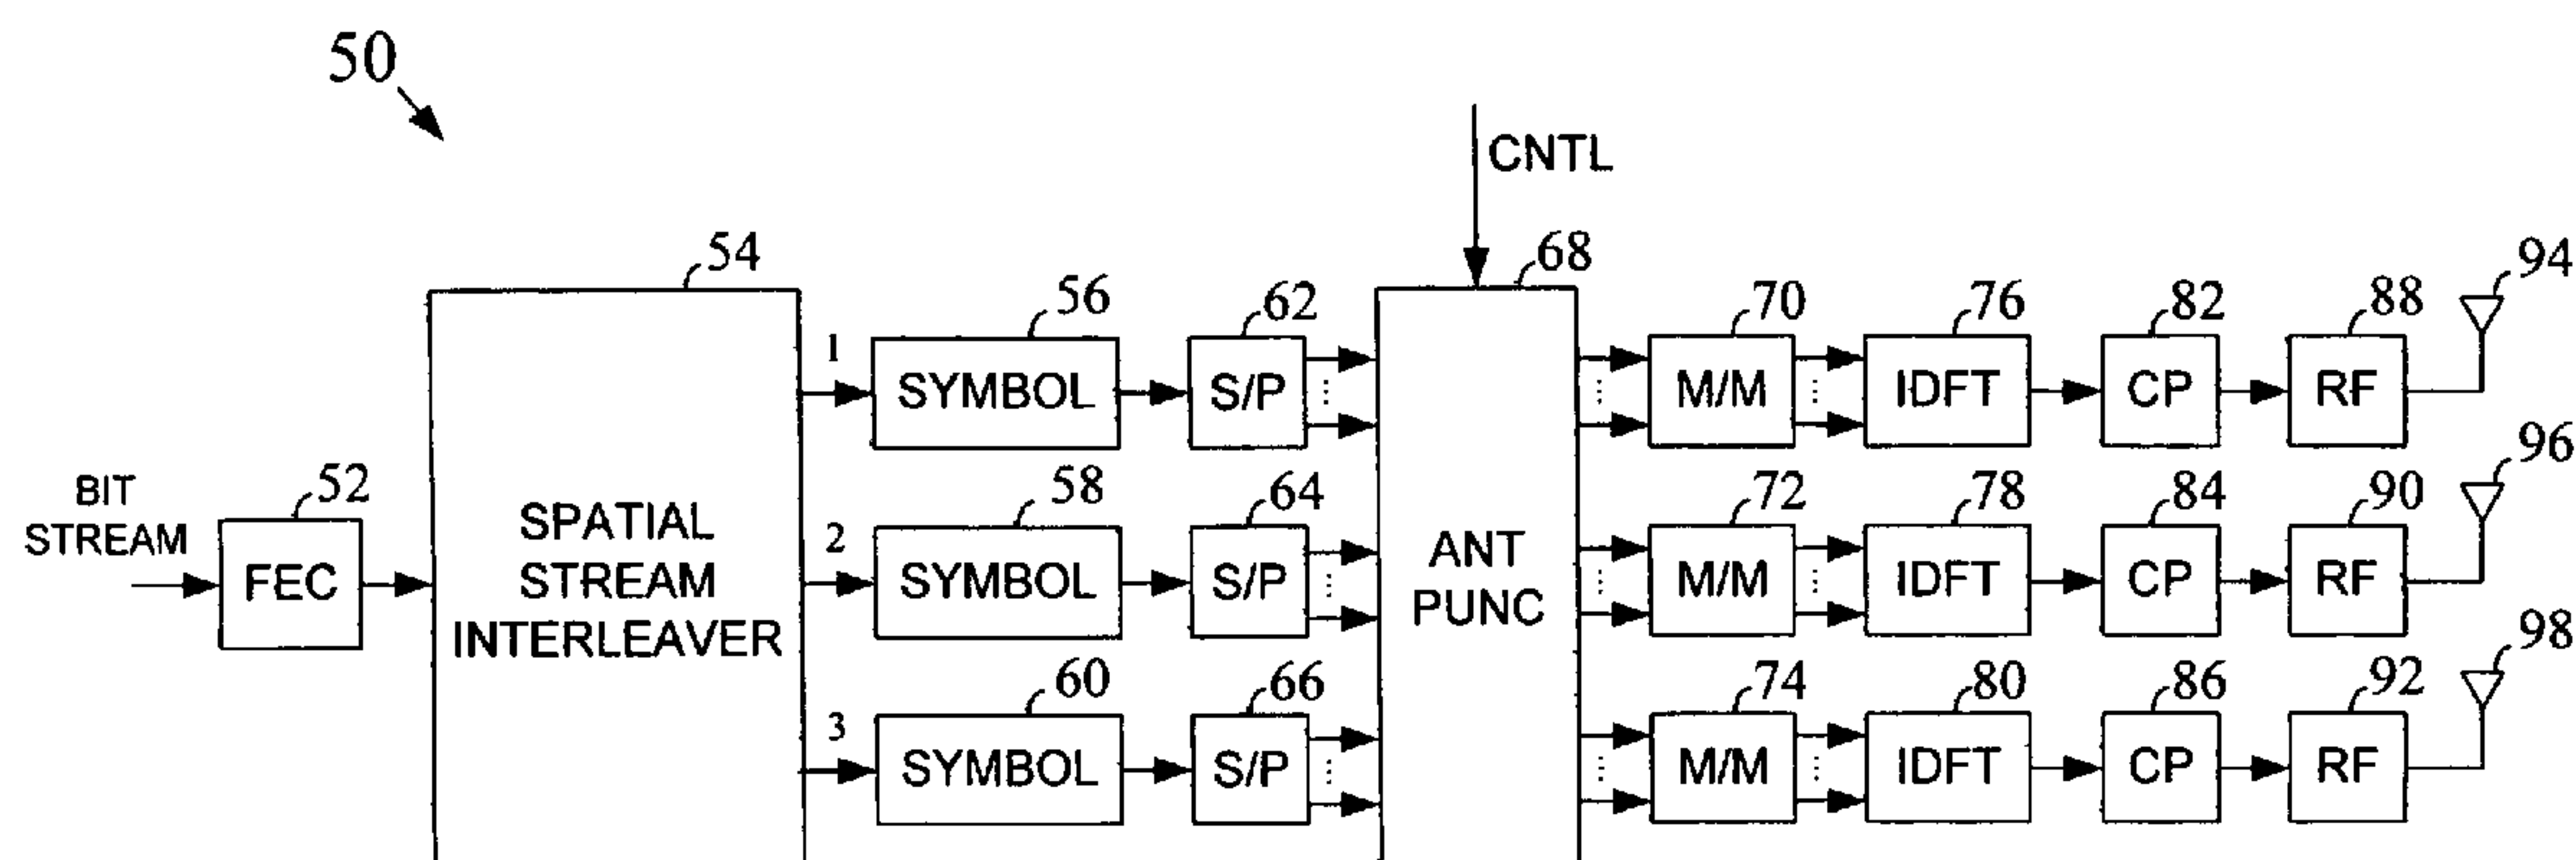 50
CNTL
54
68
94
56
62
70
76
82
88
1
SYMBOL
S/P
M/M
IDFT
CP
RF
96
BIT
STREAM
52
FEC
SPATIAL
STREAM
INTERLEAVER
58
64
72
78
84
90
2
SYMBOL
S/P
ANT
PUNC
M/M
IDFT
CP
RF
98
60
66
74
80
86
92
3
SYMBOL
S/P
M/M
IDFT
CP
RF